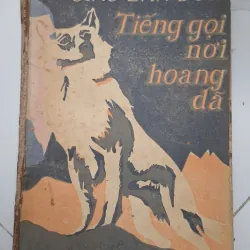 Tiếng gọi
nơi
hoang
dã